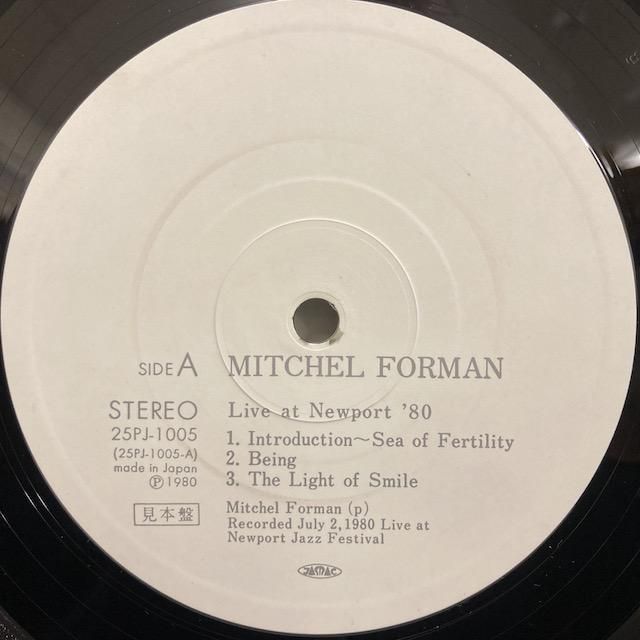 SIDE A MITCHEL FORMAN
STEREO Live at Newport '80
25PJ-1005 1. Introduction~Sea of Fertility
(25PJ-1005-A) 2. Being
made in Japan 3. The Light of Smile
Ⓟ1980
見本盤 Mitchel Forman (p)
Recorded July 2, 1980 Live at
Newport Jazz Festival
JASRAC